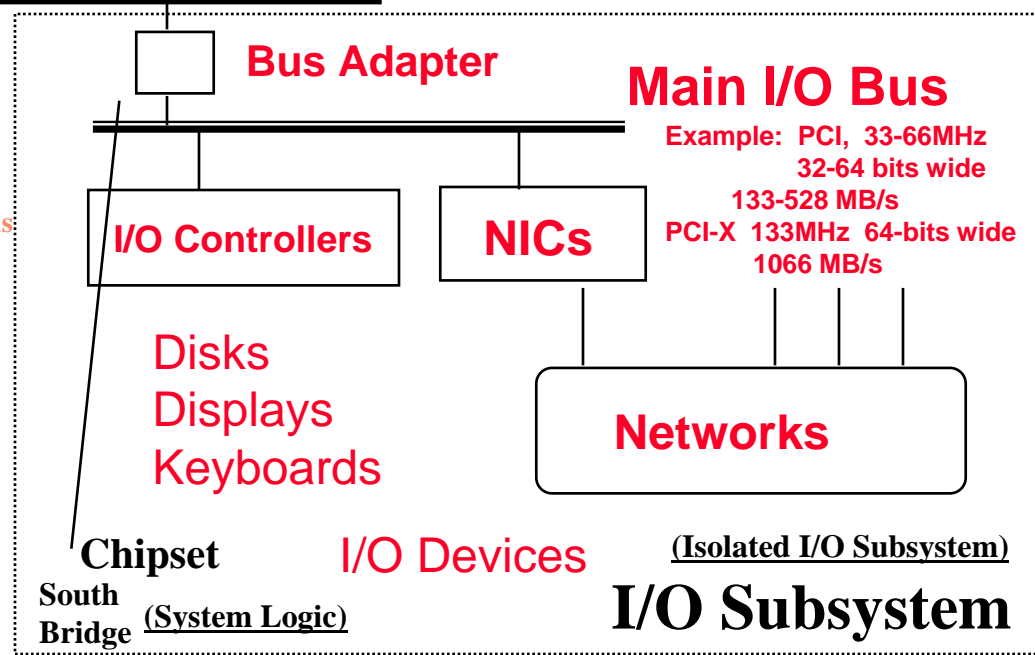 Bus Adapter
Main I/O Bus
Example: PCI, 33-66MHz
32-64 bits wide
133-528 MB/s
PCI-X 133MHz 64-bits wide
1066 MB/s
I/O Controllers
NICs
Disks
Displays
Keyboards
Networks
Chipset
I/O Devices
(Isolated I/O Subsystem)
South
Bridge
(System Logic)
I/O Subsystem